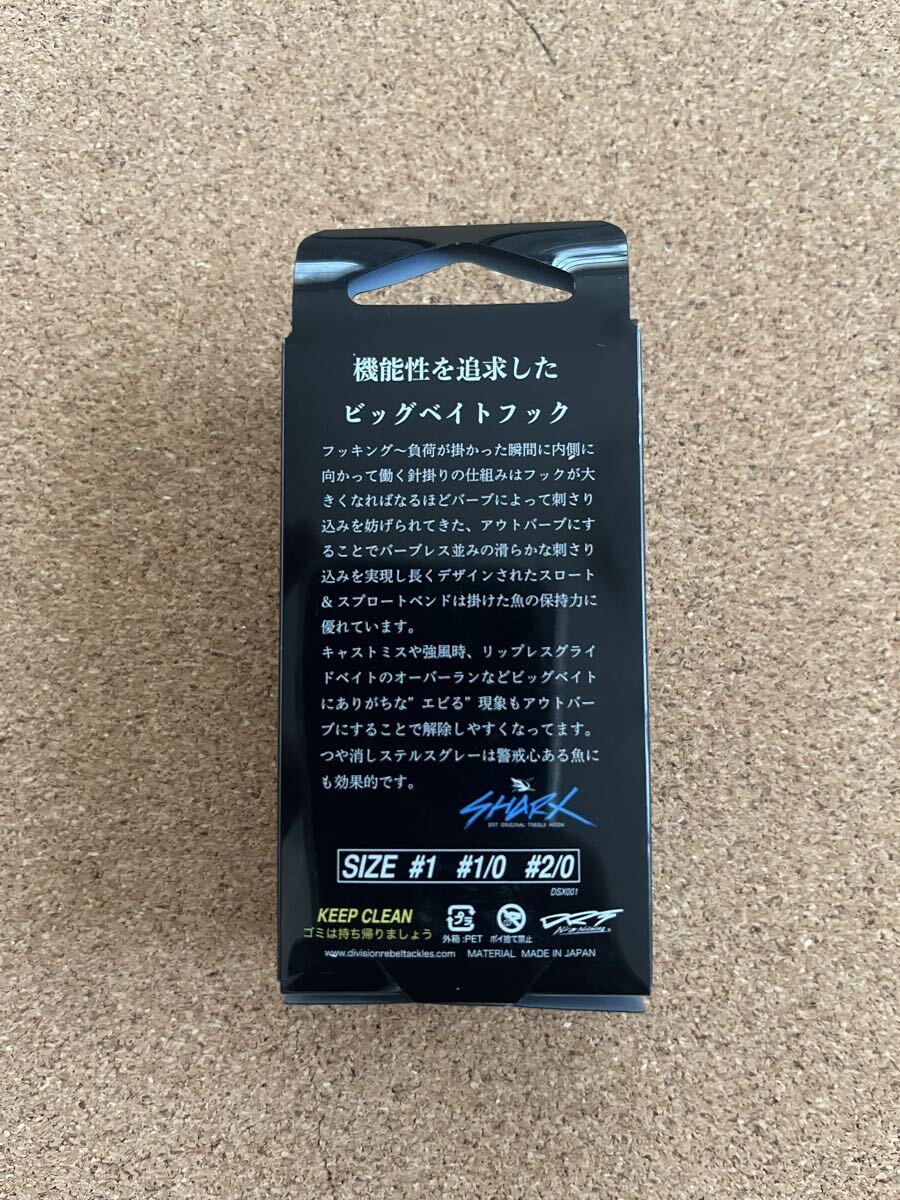 機能性を追求した
ビッグベイトフック
フッキング〜負荷が掛かった瞬間に内側に
向かって働く針掛りの仕組みはフックが大
きくなればなるほどバーブによって刺さり
込みを妨げられてきた、アウトバーブにす
ることでバーブレス並みの滑らかな刺さり
込みを実現し長くデザインされたスロート
&スプロートベンドは掛けた魚の保持力に
優れています。
キャストミスや強風時、リップレスグライ
ドベイトのオーバーランなどビッグベイト
にありがちな”エビる”現象もアウトバー
ブにすることで解除しやすくなってます。
つや消しステルスグレーは警戒心ある魚に
も効果的です。
SHARX
DRT ORIGINAL TREBLE HOOK
SIZE #1 #1/0 #2/0
DSX001
KEEP CLEAN
ゴミは持ち帰りましょう
外箱:PET
ポイ捨て禁止
DRT
www.divisionrebeltackles.com MATERIAL MADE IN JAPAN